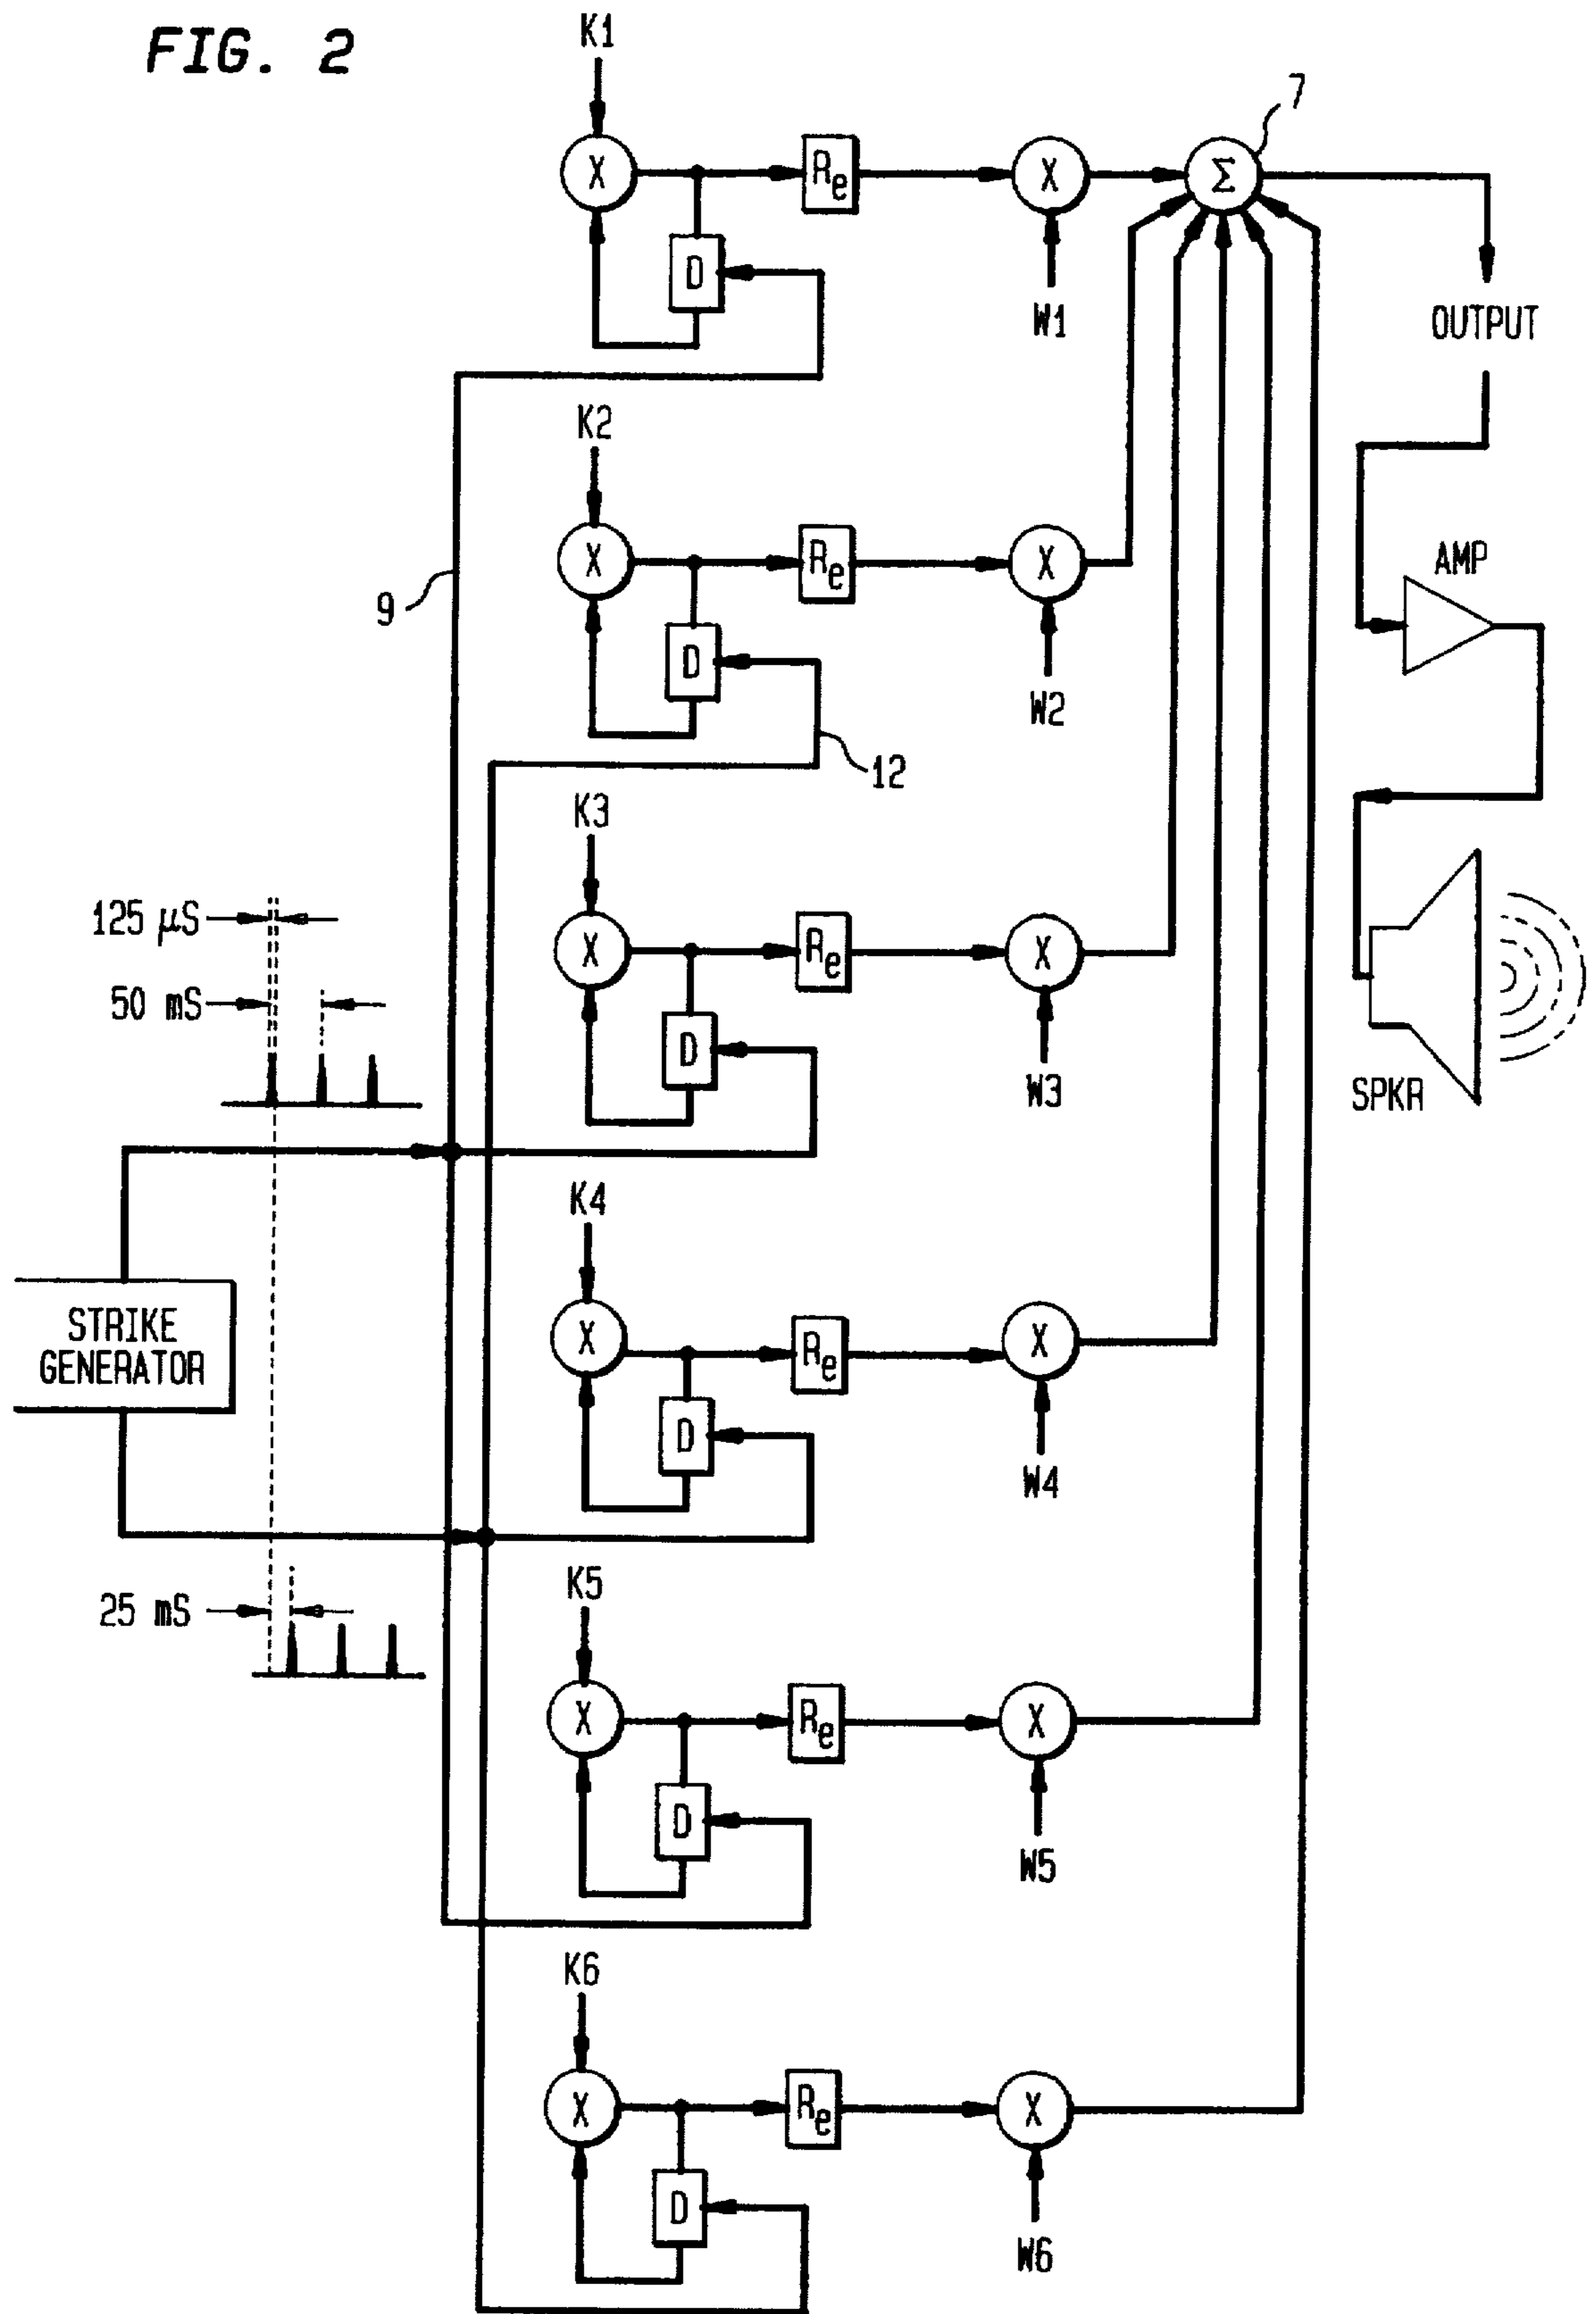 FIG. 2
K1
7
X
Re
X
Σ
D
W1
OUTPUT
K2
X
Re
X
AMP
9
D
W2
12
K3
125 µS
X
Re
X
50 mS
D
W3
SPKR
K4
STRIKE
GENERATOR
X
Re
X
D
W4
K5
25 mS
X
Re
X
D
W5
K6
X
Re
X
D
W6